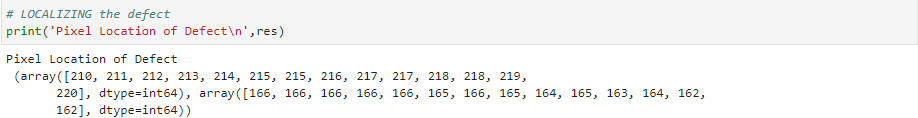 # LOCALIZING the defect
print('Pixel Location of Defect\n',res)
Pixel Location of Defect
 (array([210, 211, 212, 213, 214, 215, 215, 216, 217, 217, 218, 218, 219,
       220], dtype=int64), array([166, 166, 166, 166, 166, 165, 166, 165, 164, 165, 163, 164, 162,
       162], dtype=int64))